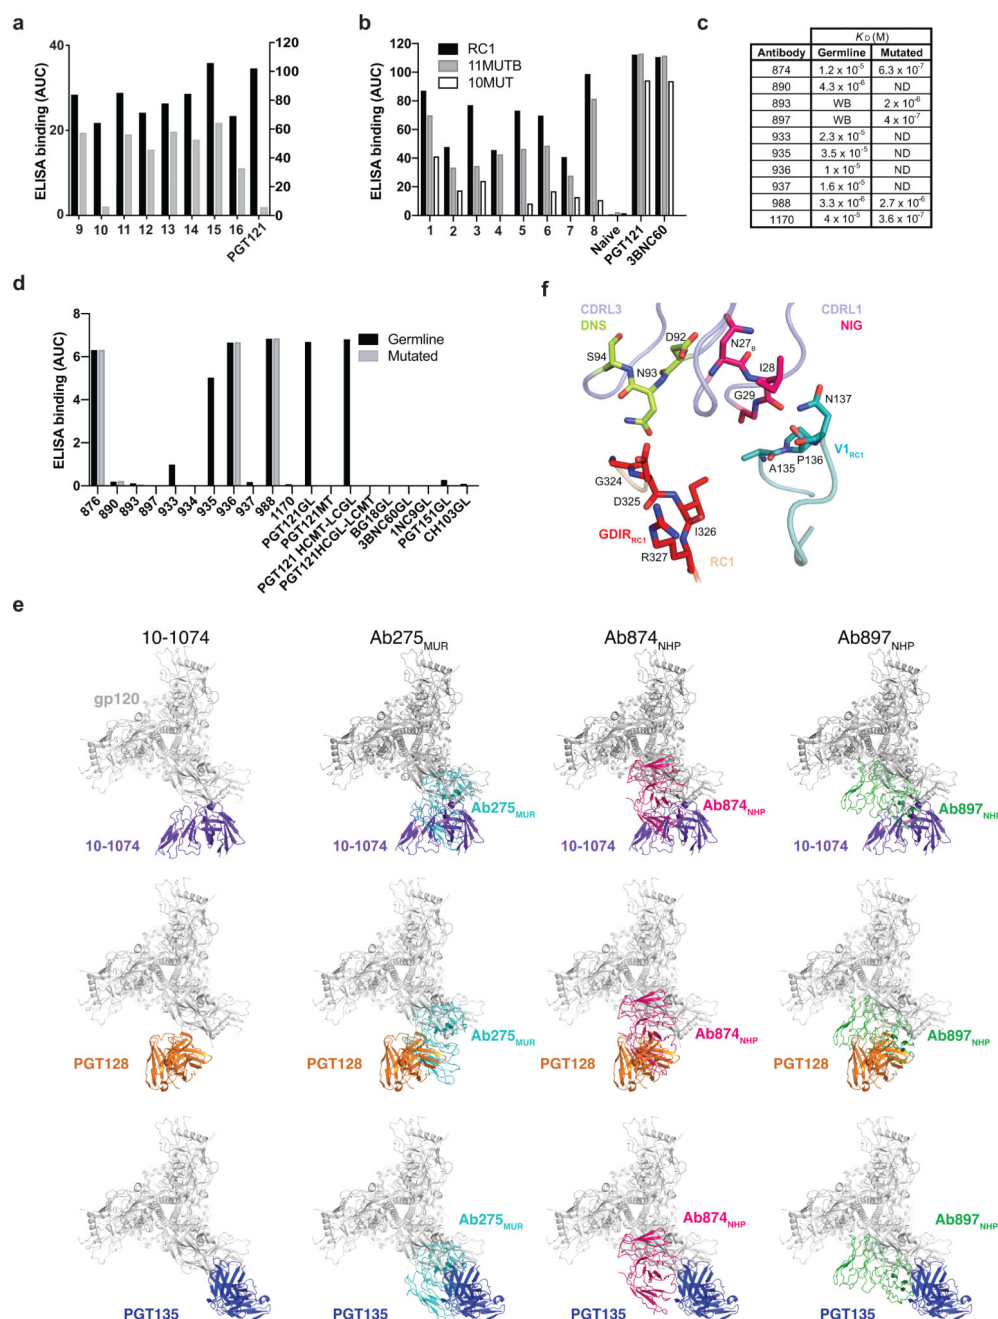 a
ELISA binding (AUC)
40
20
0
120
100
80
60
40
20
0
9 10 11 12 13 14 15 16 PGT121
b
ELISA binding (AUC)
120
100
80
60
40
20
0
RC1
11MUTB
10MUT
1 2 3 4 5 6 7 8 Naive PGT121 3BNC60
c
K D (M)
Antibody Germline Mutated
874 1.2 x 10-5 6.3 x 10-7
890 4.3 x 10-6 ND
893 WB 2 x 10-6
897 WB 4 x 10-7
933 2.3 x 10-5 ND
935 3.5 x 10-5 ND
936 1 x 10-5 ND
937 1.6 x 10-5 ND
988 3.3 x 10-6 2.7 x 10-6
1170 4 x 10-5 3.6 x 10-7
d
ELISA binding (AUC)
8
6
4
2
0
Germline
Mutated
876 890 893 897 933 934 935 936 937 988 1170 PGT121GL PGT121MT PGT121 HCMT-LCGL PGT121HCGL-LCMT BG18GL 3BNC60GL 1NC9GL PGT151GL CH103GL
f
CDRL3
DNS
CDRL1
NIG
D92
S94
N93
N27B
I28
G29
N137
V1RC1
P136
A135
G324
D325
I326
GDIRRC1
R327
RC1
e
10-1074 Ab275MUR Ab874NHP Ab897NHP
gp120
Ab275MUR
Ab874NHP
Ab897NHP
10-1074 10-1074 10-1074 10-1074
Ab275MUR
Ab874NHP
Ab897NHP
PGT128 PGT128 PGT128 PGT128
Ab275MUR
Ab874NHP
Ab897NHP
PGT135 PGT135 PGT135 PGT135